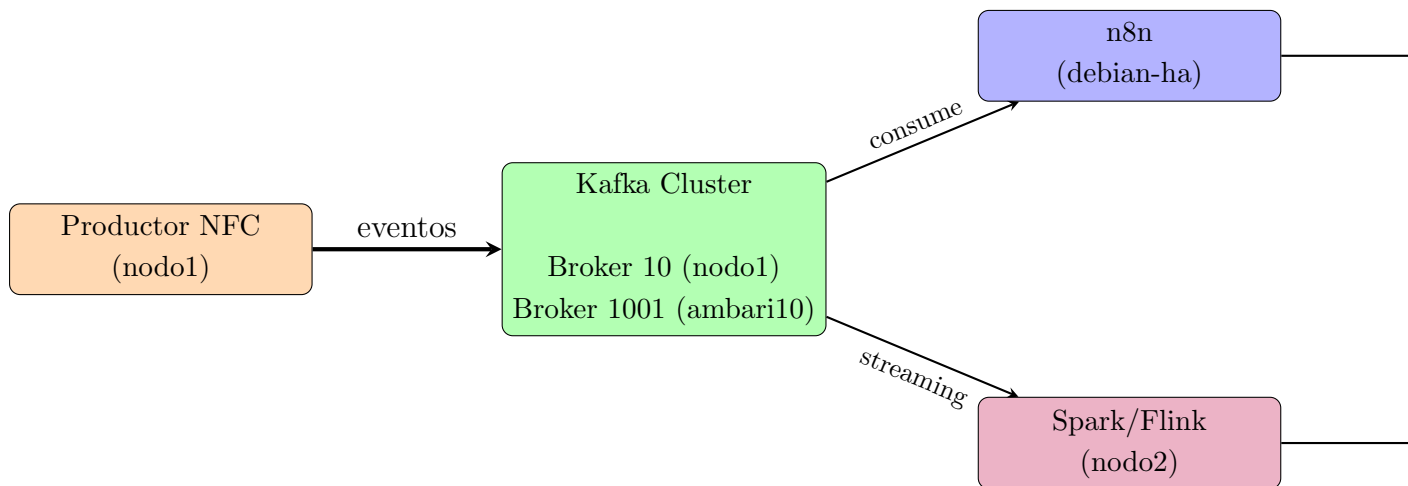 Productor NFC
(nodo1)
eventos
Kafka Cluster
Broker 10 (nodo1)
Broker 1001 (ambari10)
consume
n8n
(debian-ha)
streaming
Spark/Flink
(nodo2)